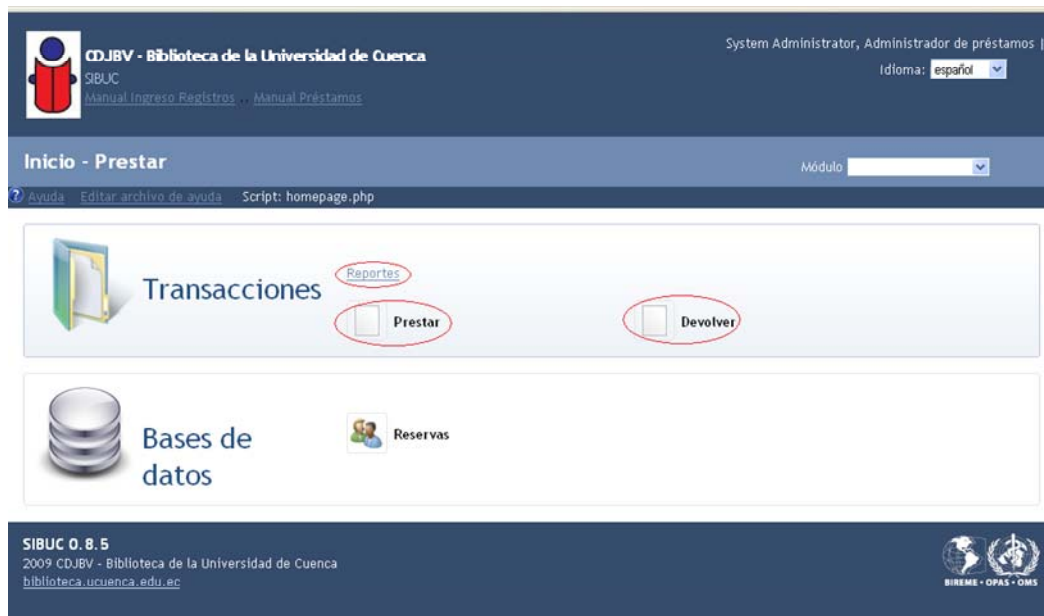 CDJBV - Biblioteca de la Universidad de Cuenca
SIBUC
Manual Ingreso Registros .. Manual Préstamos
System Administrator, Administrador de préstamos |
Idioma: español
Inicio - Prestar
Módulo
Ayuda Editar archivo de ayuda Script: homepage.php
Transacciones
Reportes
Prestar
Devolver
Bases de datos
Reservas
SIBUC 0.8.5
2009 CDJBV - Biblioteca de la Universidad de Cuenca
biblioteca.ucuenca.edu.ec
BIREME • OPAS • OMS